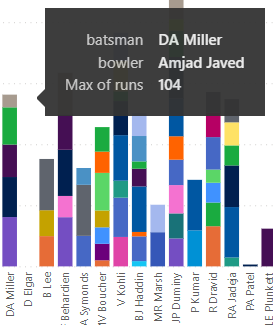 batsman DA Miller
bowler Amjad Javed
Max of runs 104
DA Miller
D Elgar
B Lee
Behardien
A Symonds
MV Boucher
V Kohli
BJ Haddin
MR Marsh
JP Duminy
P Kumar
R Dravid
RA Jadeja
PA Patel
E Plunkett